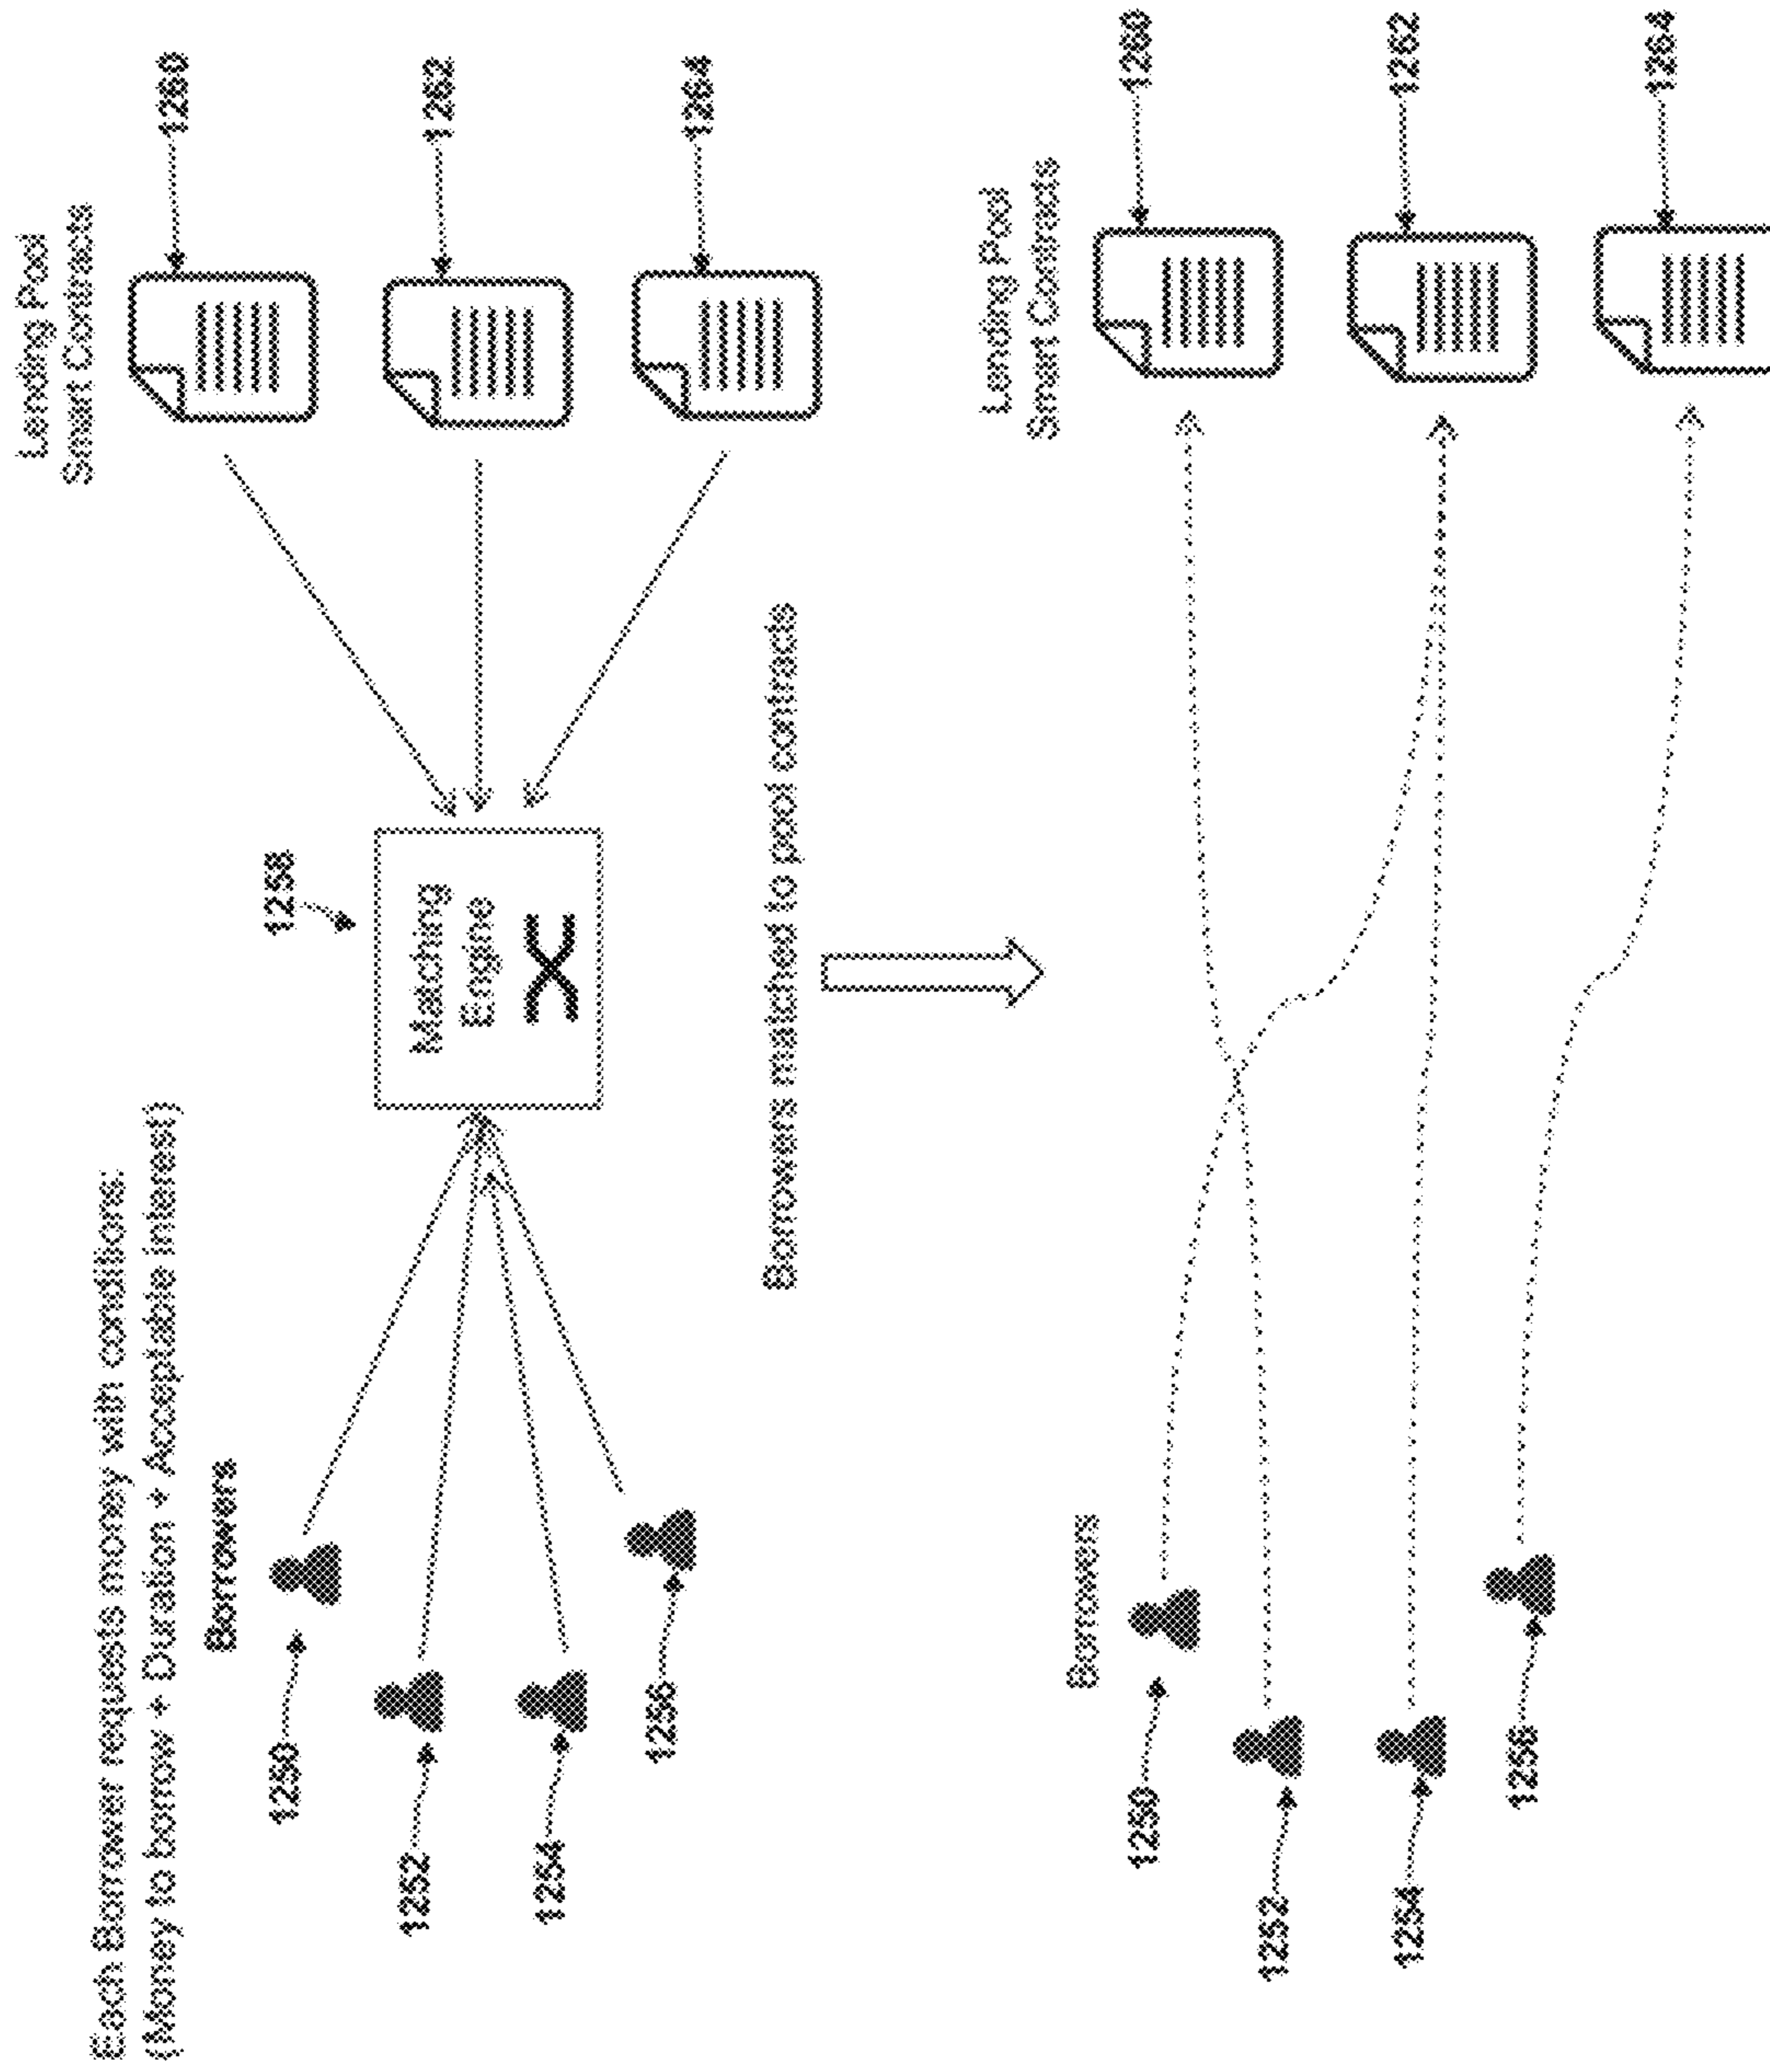 Each Borrower requests money with conditions:
(Money to borrow + Duration + Acceptable interest)
Borrowers
1250
1252
1254
1256
1258
Matching
Engine
Lending Pool
Smart Contracts
1260
1262
1264
Borrowers matched to pool contracts
Borrowers
1250
1252
1254
1256
Lending Pool
Smart Contracts
1260
1262
1264